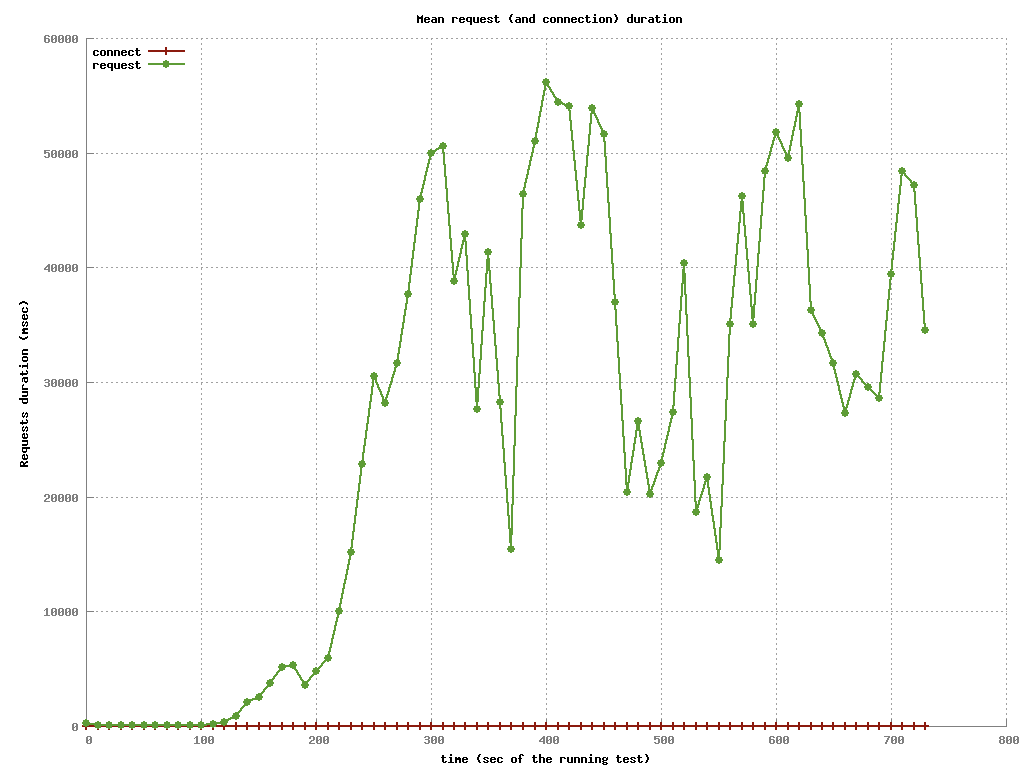 Mean request (and connection) duration
60000
connect
request
50000
40000
30000
20000
10000
0
Requests duration (msec)
0 100 200 300 400 500 600 700 800
time (sec of the running test)